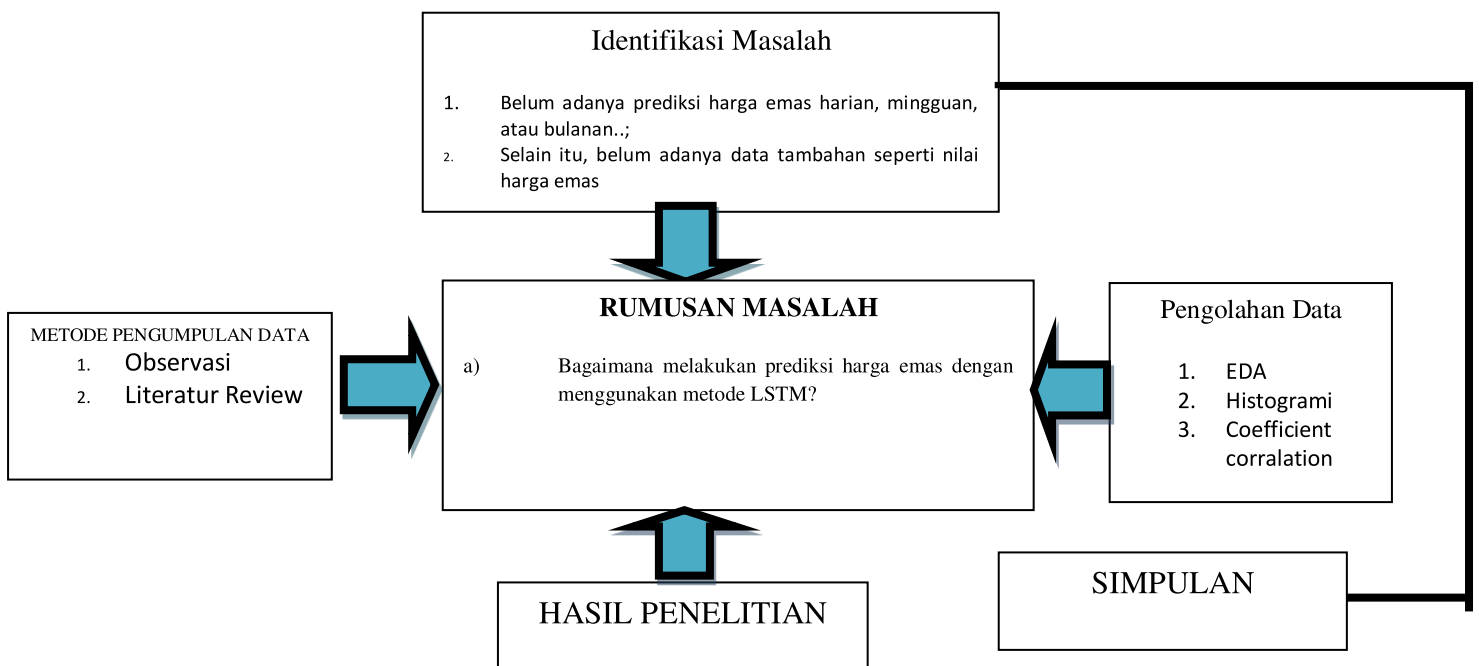 Identifikasi Masalah
1. Belum adanya prediksi harga emas harian, mingguan,
atau bulanan..;
2. Selain itu, belum adanya data tambahan seperti nilai
harga emas
METODE PENGUMPULAN DATA
1. Observasi
2. Literatur Review
RUMUSAN MASALAH
a) Bagaimana melakukan prediksi harga emas dengan
menggunakan metode LSTM?
Pengolahan Data
1. EDA
2. Histogrami
3. Coefficient
corralation
HASIL PENELITIAN
SIMPULAN